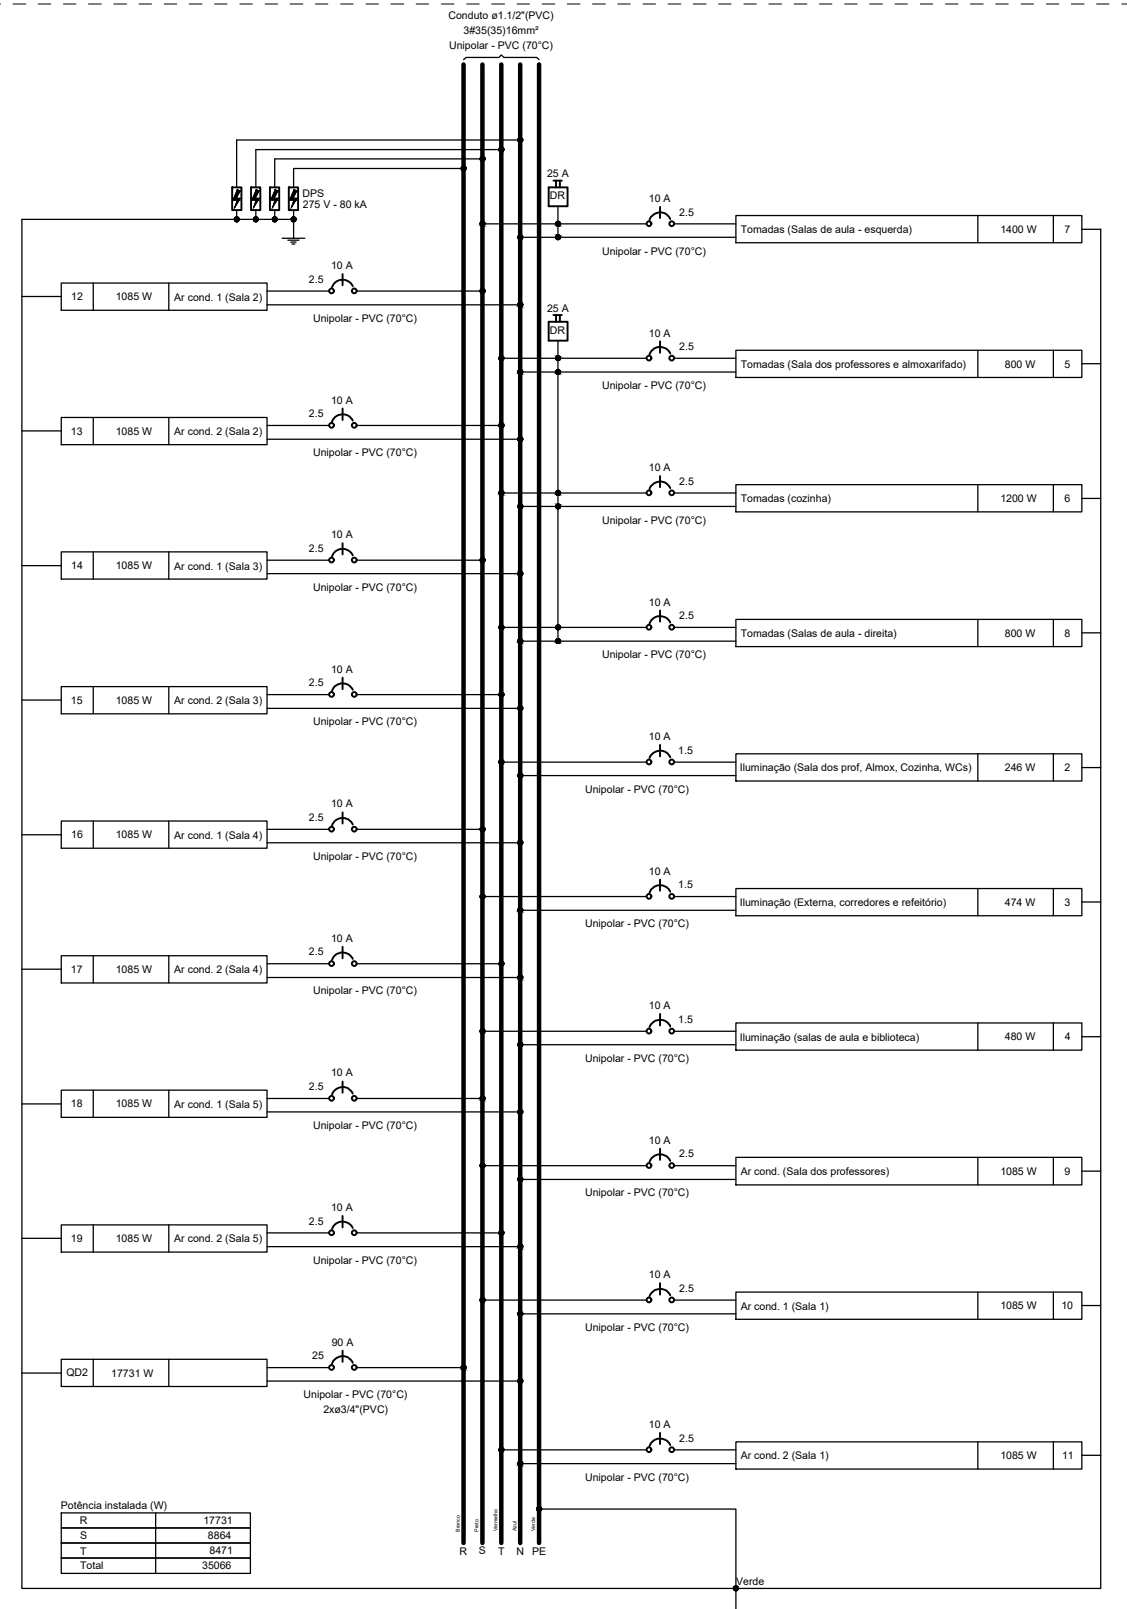 Conduto ø1.1/2"(PVC)
3#35(35)16mm²
Unipolar - PVC (70°C)
DPS
275 V - 80 kA
25 A
DR
10 A
2.5
Tomadas (Salas de aula - esquerda) 1400 W 7
Unipolar - PVC (70°C)
10 A
2.5
12 1085 W Ar cond. 1 (Sala 2)
Unipolar - PVC (70°C)
25 A
DR
10 A
2.5
Tomadas (Sala dos professores e almoxarifado) 800 W 5
Unipolar - PVC (70°C)
10 A
2.5
13 1085 W Ar cond. 2 (Sala 2)
Unipolar - PVC (70°C)
10 A
2.5
Tomadas (cozinha) 1200 W 6
Unipolar - PVC (70°C)
10 A
2.5
14 1085 W Ar cond. 1 (Sala 3)
Unipolar - PVC (70°C)
10 A
2.5
Tomadas (Salas de aula - direita) 800 W 8
Unipolar - PVC (70°C)
10 A
2.5
15 1085 W Ar cond. 2 (Sala 3)
Unipolar - PVC (70°C)
10 A
1.5
Iluminação (Sala dos prof, Almox, Cozinha, WCs) 246 W 2
Unipolar - PVC (70°C)
10 A
2.5
16 1085 W Ar cond. 1 (Sala 4)
Unipolar - PVC (70°C)
10 A
1.5
Iluminação (Externa, corredores e refeitório) 474 W 3
Unipolar - PVC (70°C)
10 A
2.5
17 1085 W Ar cond. 2 (Sala 4)
Unipolar - PVC (70°C)
10 A
1.5
Iluminação (salas de aula e biblioteca) 480 W 4
Unipolar - PVC (70°C)
10 A
2.5
18 1085 W Ar cond. 1 (Sala 5)
Unipolar - PVC (70°C)
10 A
2.5
Ar cond. (Sala dos professores) 1085 W 9
Unipolar - PVC (70°C)
10 A
2.5
19 1085 W Ar cond. 2 (Sala 5)
Unipolar - PVC (70°C)
10 A
2.5
Ar cond. 1 (Sala 1) 1085 W 10
Unipolar - PVC (70°C)
90 A
25
QD2 17731 W
Unipolar - PVC (70°C)
2xø3/4"(PVC)
10 A
2.5
Ar cond. 2 (Sala 1) 1085 W 11
Unipolar - PVC (70°C)
Potência instalada (W)
R 17731
S 8864
T 8471
Total 35066
Branco
Preto
Vermelho
Azul
Verde
R S T N PE
Verde